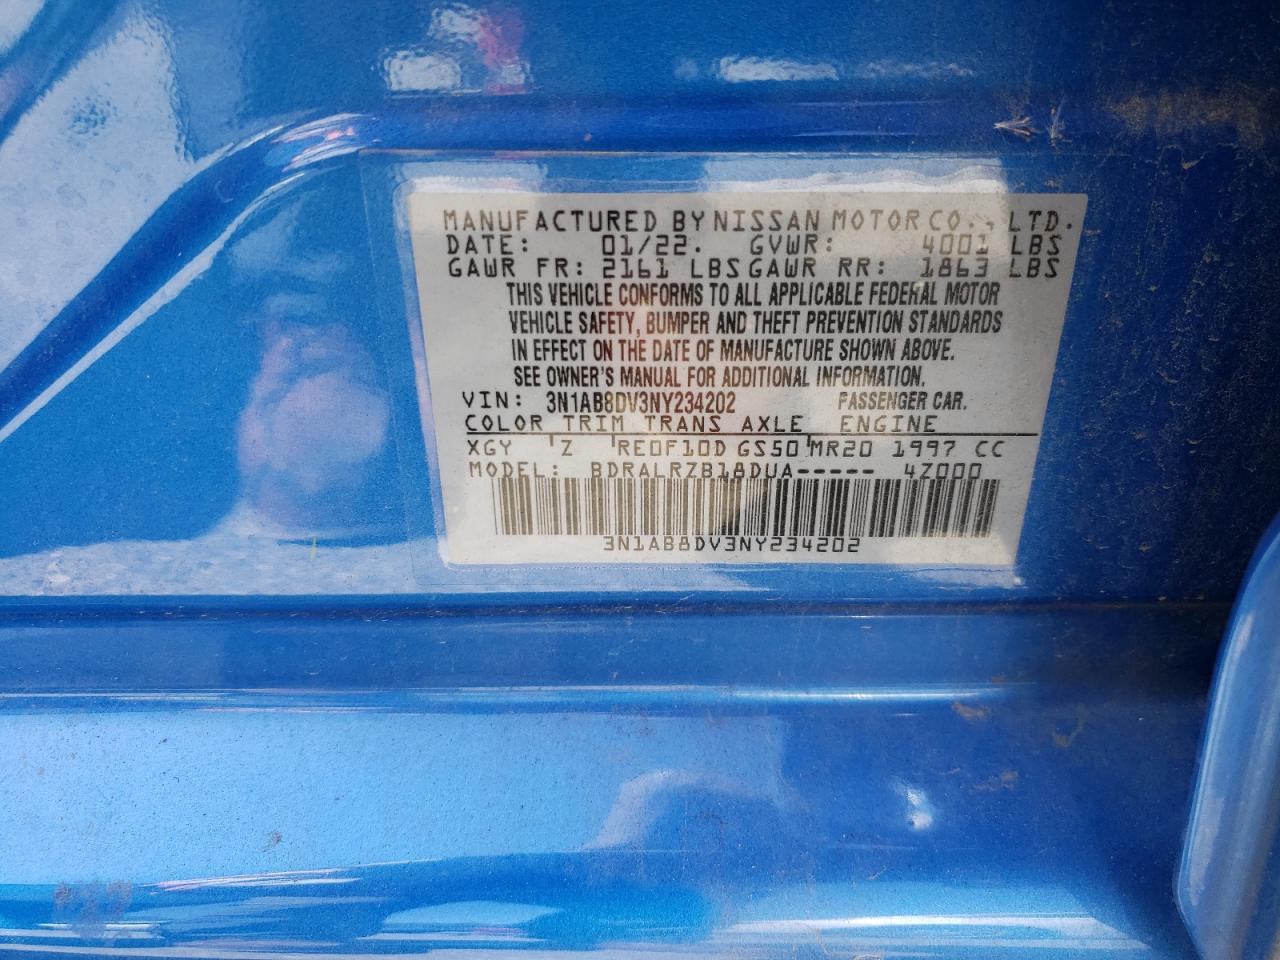 MANUFACTURED BY NISSAN MOTOR CO., LTD.
DATE: 01/22. GVWR: 4001 LBS
GAWR FR: 2161 LBS GAWR RR: 1863 LBS
THIS VEHICLE CONFORMS TO ALL APPLICABLE FEDERAL MOTOR
VEHICLE SAFETY, BUMPER AND THEFT PREVENTION STANDARDS
IN EFFECT ON THE DATE OF MANUFACTURE SHOWN ABOVE.
SEE OWNER'S MANUAL FOR ADDITIONAL INFORMATION.
VIN: 3N1AB8DV3NY234202 PASSENGER CAR.
COLOR TRIM TRANS AXLE ENGINE
XGY Z RE0F10D GS50 MR20 1997 CC
MODEL: BDRALRZB18DUA----- 4Z000
3N1AB8DV3NY234202